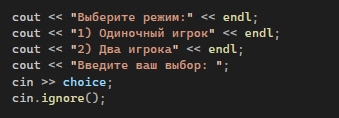 cout << "Выберите режим:" << endl;
cout << "1) Одиночный игрок" << endl;
cout << "2) Два игрока" << endl;
cout << "Введите ваш выбор: ";
cin >> choice;
cin.ignore();